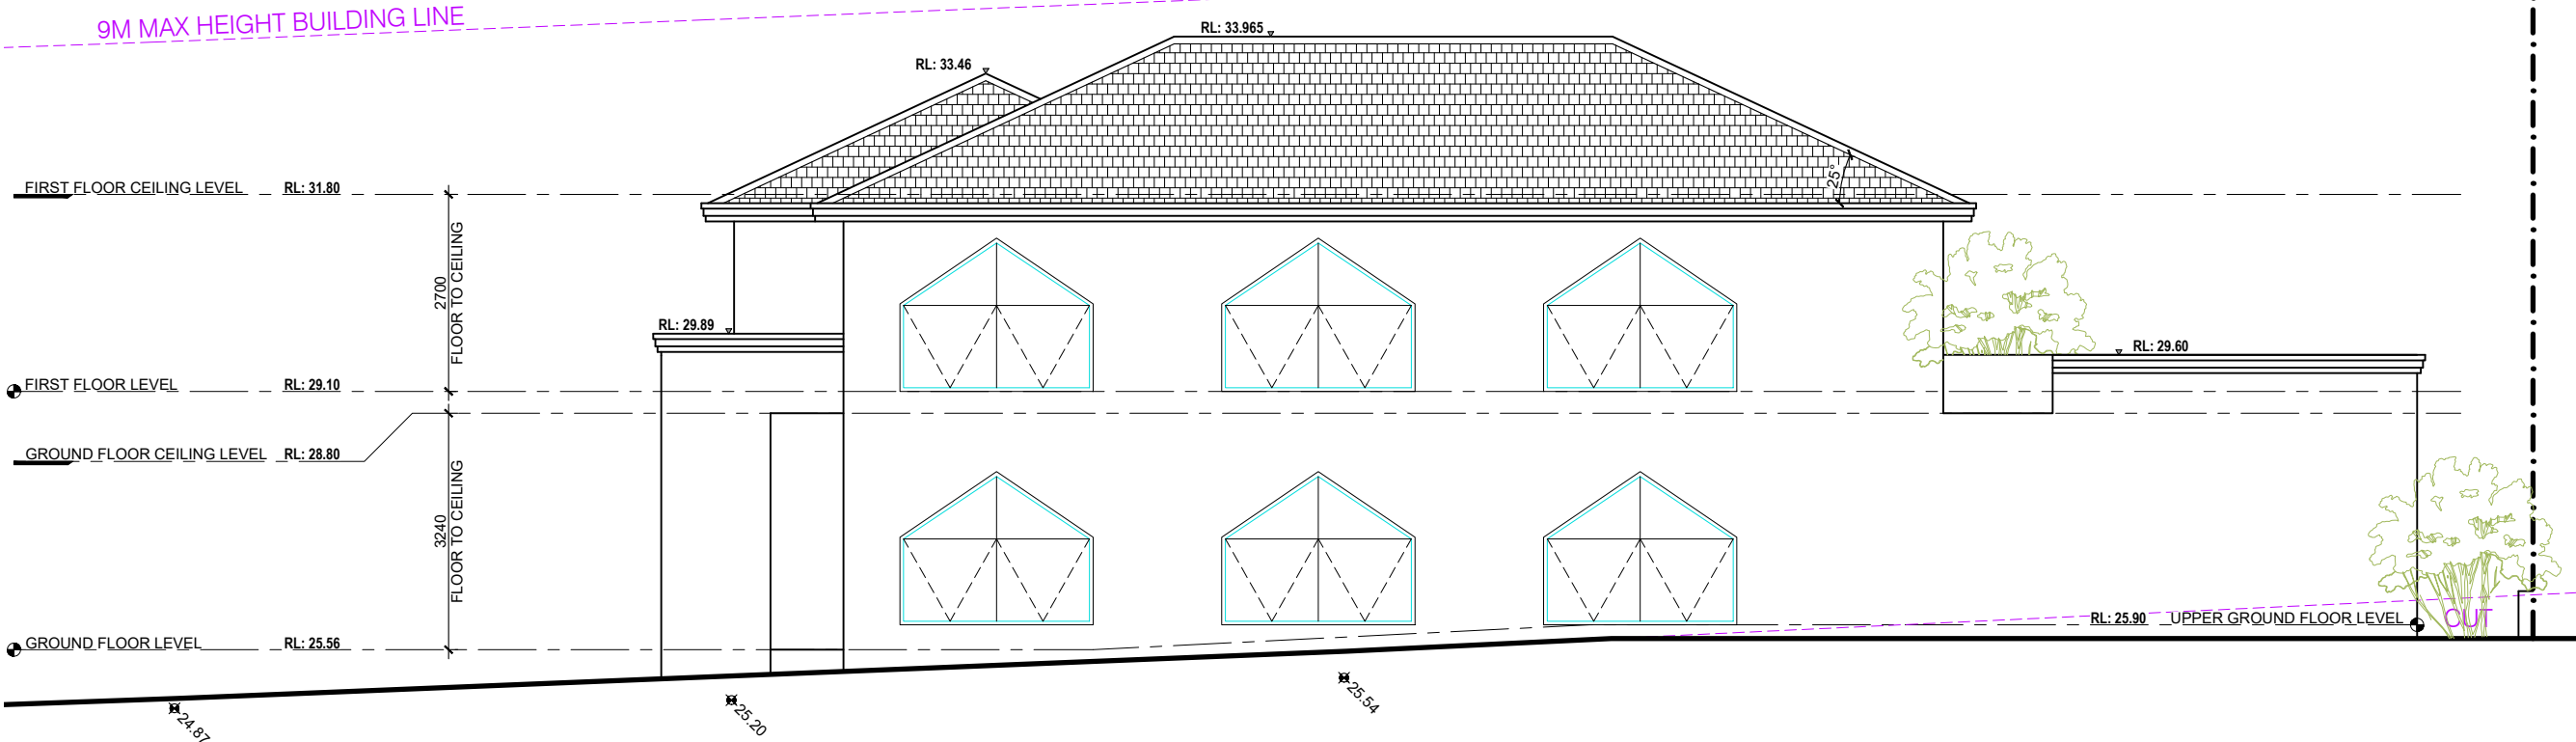 9M MAX HEIGHT BUILDING LINE
RL: 33.965
RL: 33.46
25°
FIRST FLOOR CEILING LEVEL RL: 31.80
2700
FLOOR TO CEILING
RL: 29.89
RL: 29.60
FIRST FLOOR LEVEL RL: 29.10
GROUND FLOOR CEILING LEVEL RL: 28.80
3240
FLOOR TO CEILING
RL: 25.90 UPPER GROUND FLOOR LEVEL
CUT
GROUND FLOOR LEVEL RL: 25.56
24.87
25.20
25.54